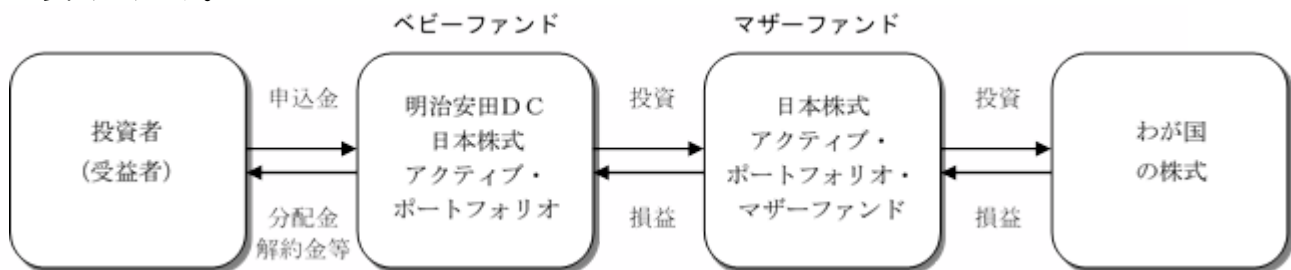 ベビーファンド
マザーファンド
投資者
(受益者)
申込金
分配金
解約金等
明治安田ＤＣ
日本株式
アクティブ・
ポートフォリオ
投資
損益
日本株式
アクティブ・
ポートフォリオ・
マザーファンド
投資
損益
わが国
の株式